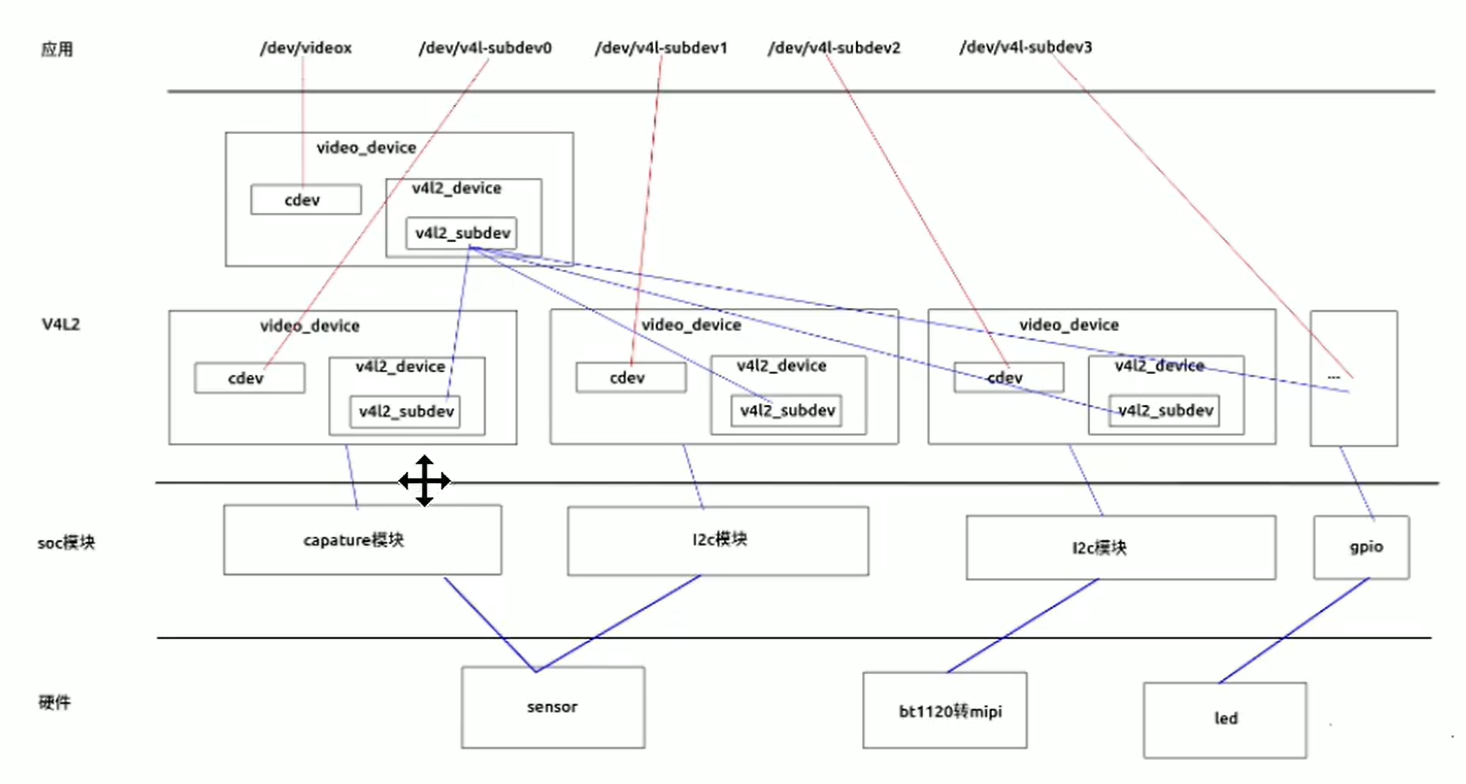 应用
/dev/videox
/dev/v4l-subdev0
/dev/v4l-subdev1
/dev/v4l-subdev2
/dev/v4l-subdev3
video_device
cdev
v4l2_device
v4l2_subdev
V4L2
video_device
cdev
v4l2_device
v4l2_subdev
video_device
cdev
v4l2_device
v4l2_subdev
video_device
cdev
v4l2_device
v4l2_subdev
...
soc模块
capature模块
I2c模块
I2c模块
gpio
硬件
sensor
bt1120转mipi
led